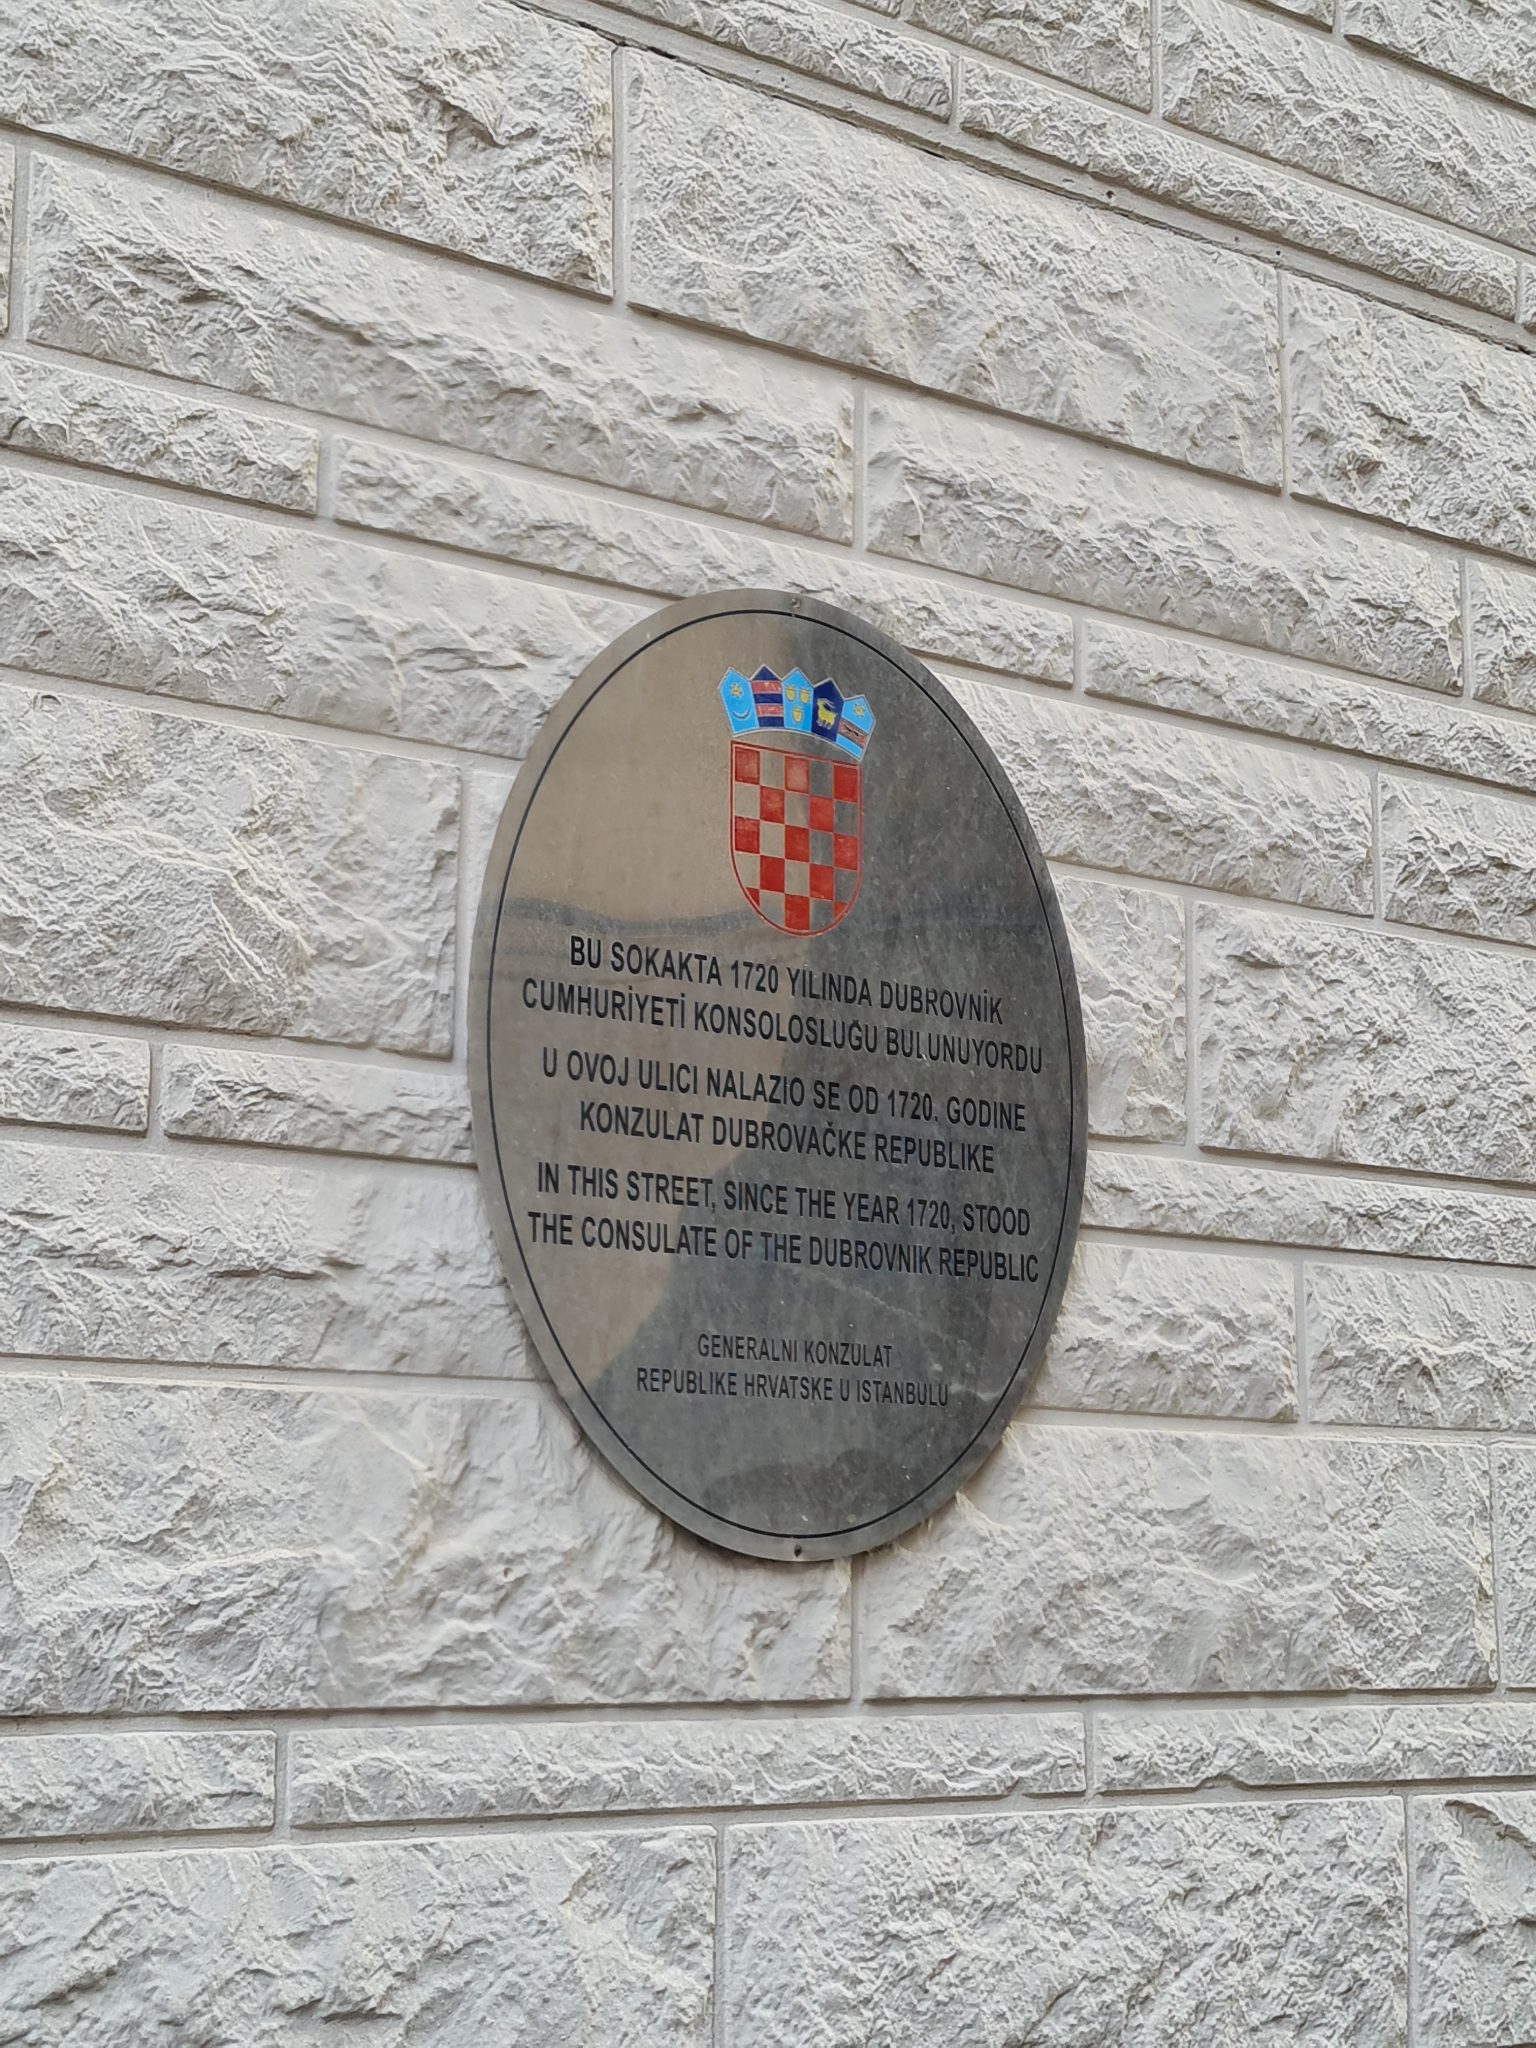 BU SOKAKTA 1720 YILINDA DUBROVNİK
CUMHURİYETİ KONSOLOSLUĞU BULUNUYORDU
U OVOJ ULICI NALAZIO SE OD 1720. GODINE
KONZULAT DUBROVAČKE REPUBLIKE
IN THIS STREET, SINCE THE YEAR 1720, STOOD
THE CONSULATE OF THE DUBROVNIK REPUBLIC
GENERALNI KONZULAT
REPUBLIKE HRVATSKE U ISTANBULU